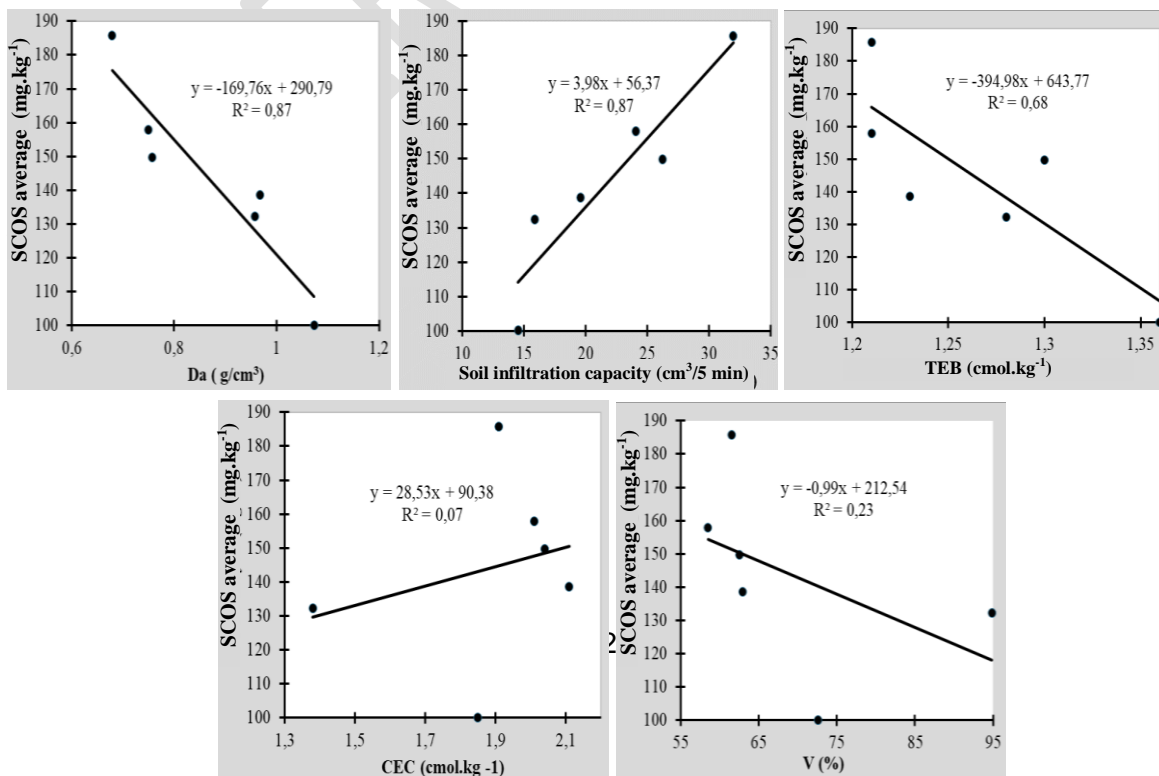 SCOS average (mg.kg⁻¹)
190
180
170
160
150
140
130
120
110
100
y = -169,76x + 290,79
R² = 0,87
0,6 0,8 1 1,2
Da ( g/cm³)
SCOS average (mg.kg⁻¹)
190
180
170
160
150
140
130
120
110
100
y = 3,98x + 56,37
R² = 0,87
10 15 20 25 30 35
Soil infiltration capacity (cm³/5 min) )
SCOS average (mg.kg⁻¹)
190
180
170
160
150
140
130
120
110
100
y = -394,98x + 643,77
R² = 0,68
1,2 1,25 1,3 1,35
TEB (cmol.kg⁻¹)
SCOS average (mg.kg⁻¹)
190
180
170
160
150
140
130
120
110
100
y = 28,53x + 90,38
R² = 0,07
1,3 1,5 1,7 1,9 2,1
CEC (cmol.kg -1)
SCOS average (mg.kg⁻¹)
190
180
170
160
150
140
130
120
110
100
y = -0,99x + 212,54
R² = 0,23
55 65 75 85 95
V (%)